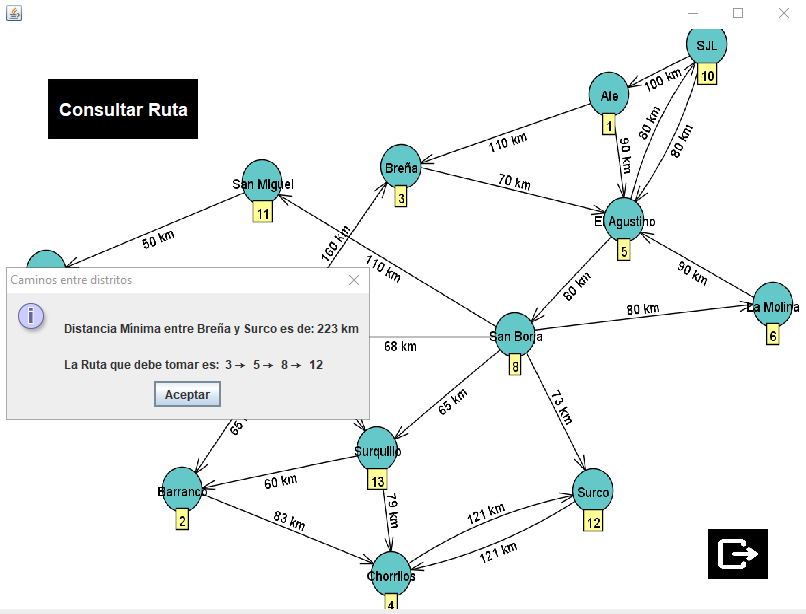 SJL
10
100 km
Ale
1
Consultar Ruta
80 km
80 km
110 km
90 km
Breña
3
70 km
San Miguel
11
El Agustino
5
50 km
160 km
110 km
80 km
90 km
Caminos entre distritos
Distancia Minima entre Breña y Surco es de: 223 km
La Ruta que debe tomar es: 3→ 5→ 8→ 12
Aceptar
La Molina
6
80 km
San Borja
8
68 km
65 km
73 km
65
Surquillo
13
60 km
Barranco
2
79 km
83 km
Surco
12
121 km
121 km
Chorrllos
4